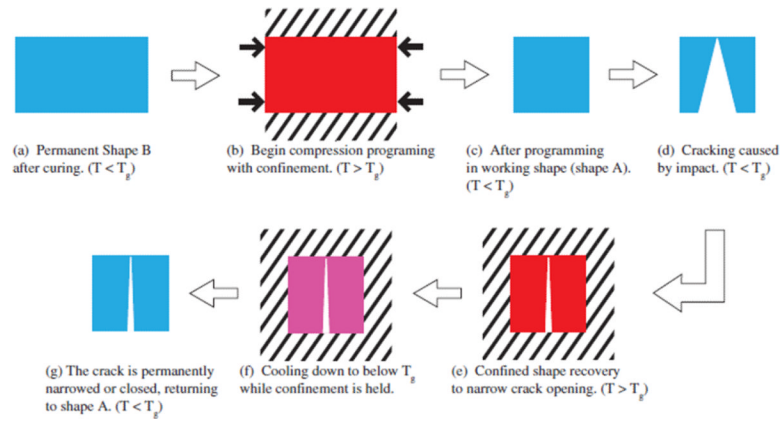 (a) Permanent Shape B
after curing. (T < Tg)
(b) Begin compression programing
with confinement. (T > Tg)
(c) After programming
in working shape (shape A).
(T < Tg)
(d) Cracking caused
by impact. (T < Tg)
(g) The crack is permanently
narrowed or closed, returning
to shape A. (T < Tg)
(f) Cooling down to below Tg
while confinement is held.
(e) Confined shape recovery
to narrow crack opening. (T > Tg)